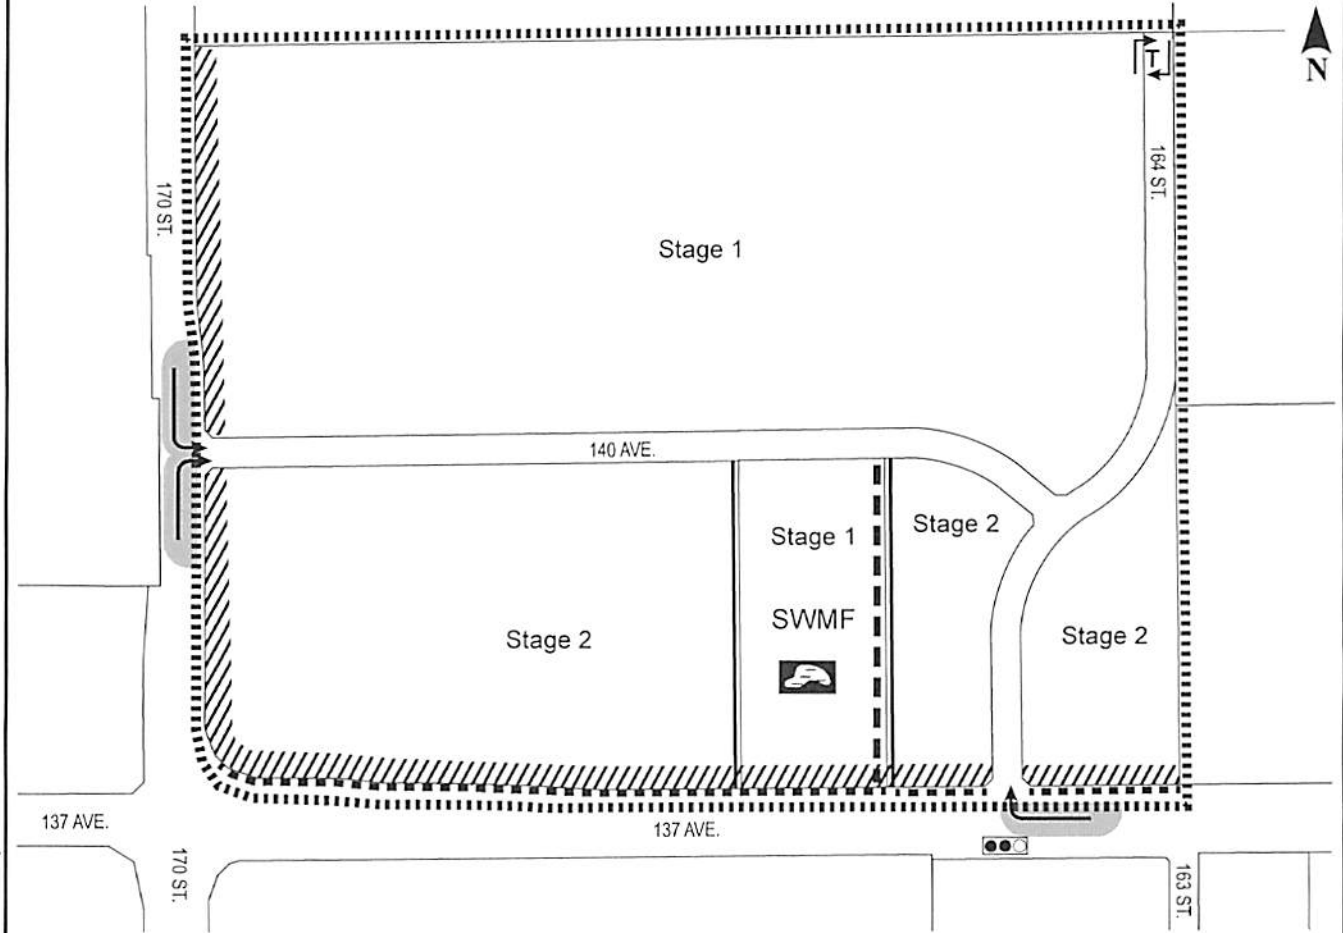 N
T
170 ST.
164 ST.
Stage 1
140 AVE.
Stage 1
Stage 2
SWMF
Stage 2
Stage 2
137 AVE.
137 AVE.
170 ST.
163 ST.